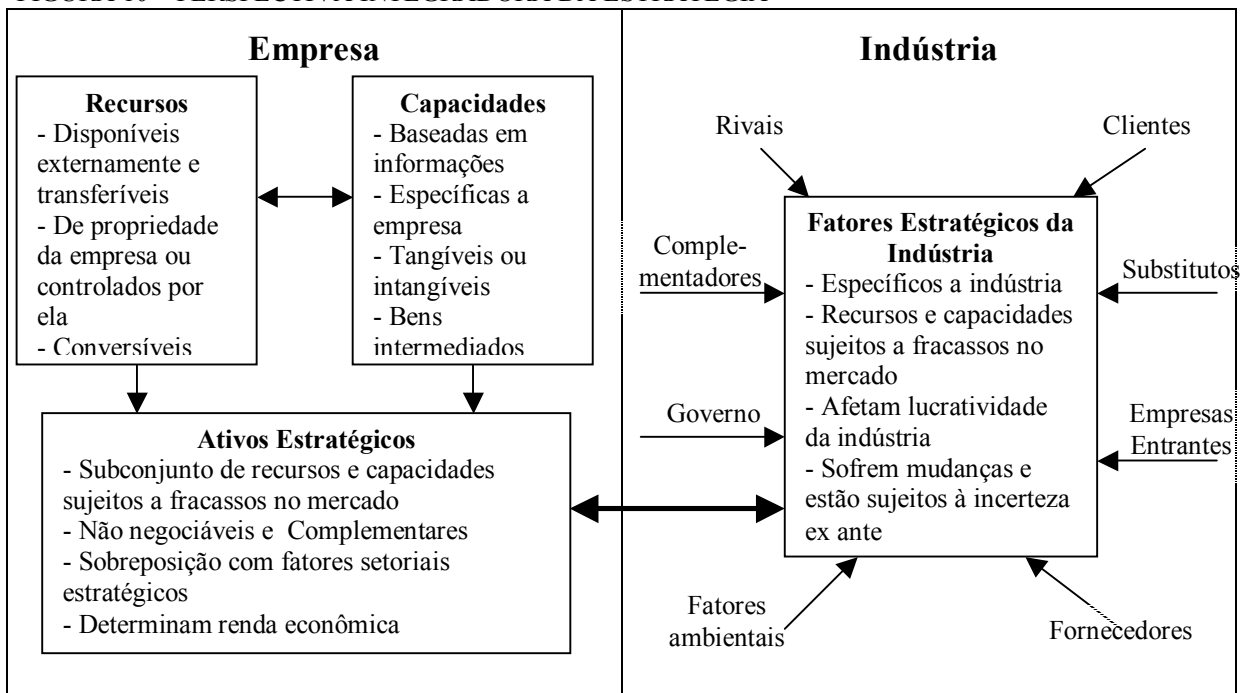 Empresa
Recursos
- Disponíveis
externamente e
transferíveis
- De propriedade
da empresa ou
controlados por
ela
- Conversíveis
Capacidades
- Baseadas em
informações
- Específicas a
empresa
- Tangíveis ou
intangíveis
- Bens
intermediados
Ativos Estratégicos
- Subconjunto de recursos e capacidades
sujeitos a fracassos no mercado
- Não negociáveis e Complementares
- Sobreposição com fatores setoriais
estratégicos
- Determinam renda econômica
Indústria
Rivais
Clientes
Comple-
mentadores
Substitutos
Governo
Empresas
Entrantes
Fatores Estratégicos da
Indústria
- Específicos a indústria
- Recursos e capacidades
sujeitos a fracassos no
mercado
- Afetam lucratividade
da indústria
- Sofrem mudanças e
estão sujeitos à incerteza
ex ante
Fatores
ambientais
Fornecedores